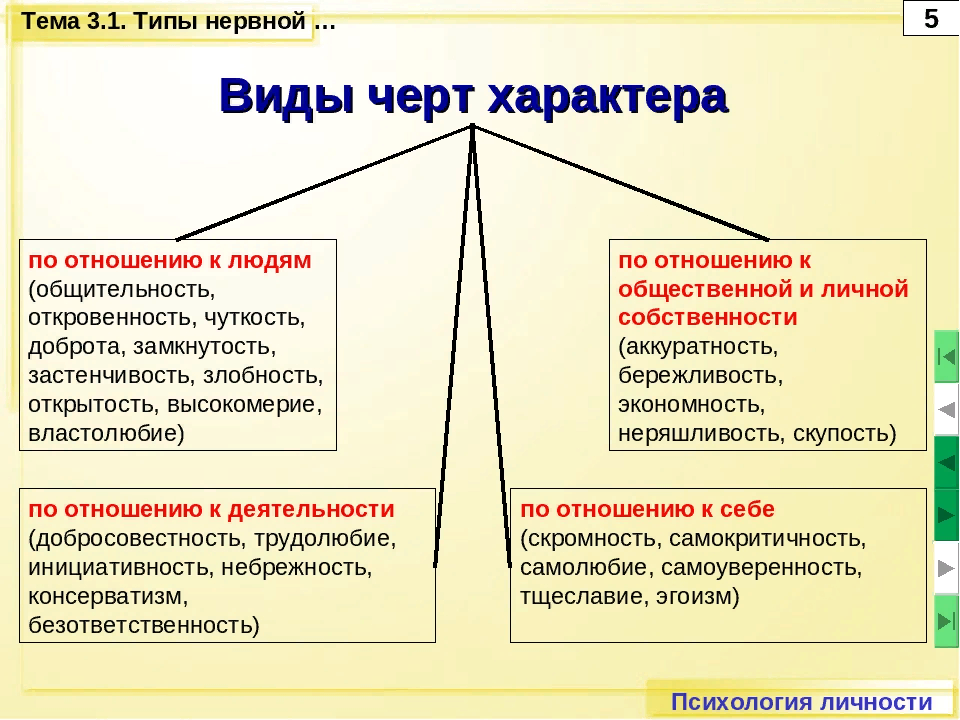 Тема 3.1. Типы нервной …
5
Виды черт характера
по отношению к людям
(общительность,
откровенность, чуткость,
доброта, замкнутость,
застенчивость, злобность,
открытость, высокомерие,
властолюбие)
по отношению к
общественной и личной
собственности
(аккуратность,
бережливость,
экономность,
неряшливость, скупость)
по отношению к деятельности
(добросовестность, трудолюбие,
инициативность, небрежность,
консерватизм,
безответственность)
по отношению к себе
(скромность, самокритичность,
самолюбие, самоуверенность,
тщеславие, эгоизм)
Психология личности